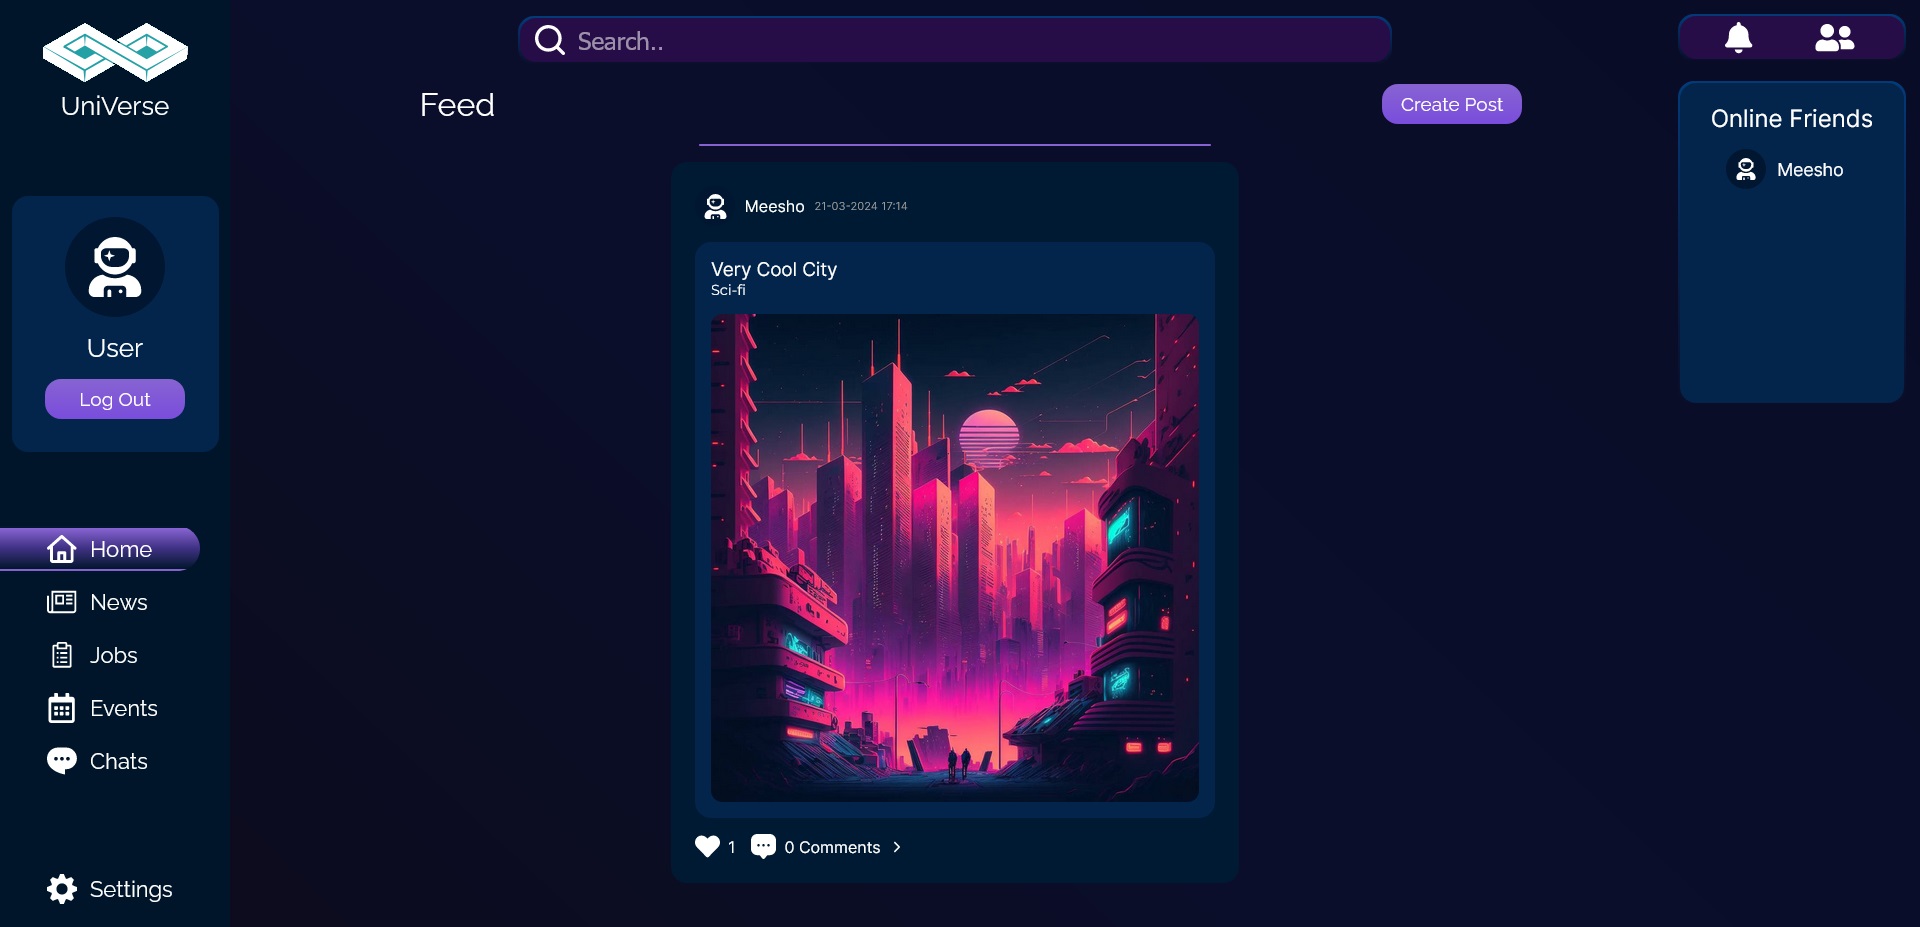 UniVerse
User
Log Out
Home
News
Jobs
Events
Chats
Settings
Search..
Feed
Create Post
Meesho 21-03-2024 17:14
Very Cool City
Sci-fi
1 0 Comments
Online Friends
Meesho